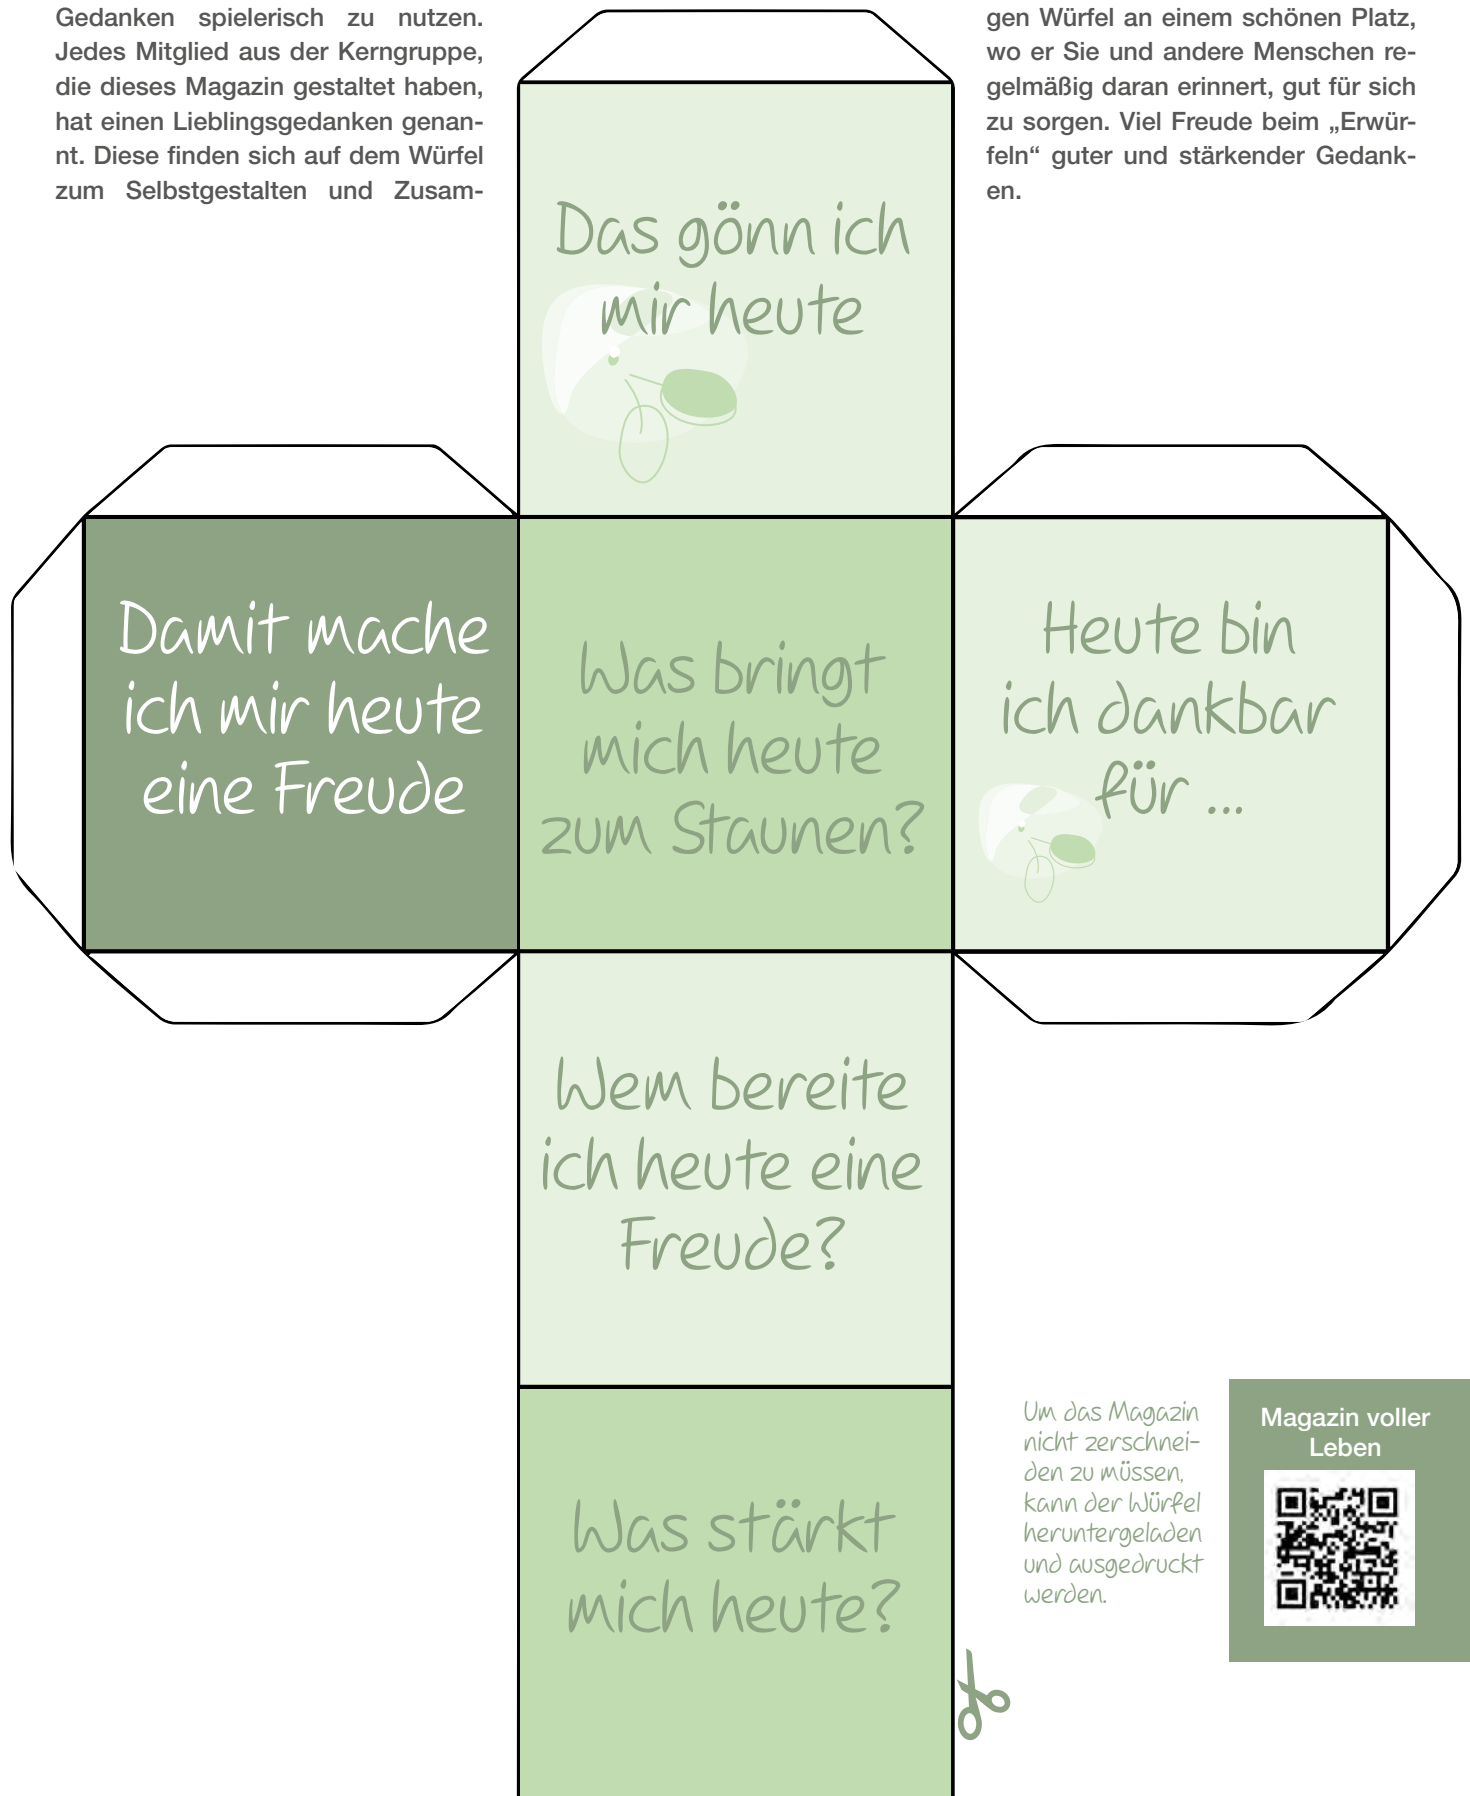 Gedanken spielerisch zu nutzen.
Jedes Mitglied aus der Kerngruppe,
die dieses Magazin gestaltet haben,
hat einen Lieblingsgedanken genan-
nt. Diese finden sich auf dem Würfel
zum Selbstgestalten und Zusam-
gen Würfel an einem schönen Platz,
wo er Sie und andere Menschen re-
gelmäßig daran erinnert, gut für sich
zu sorgen. Viel Freude beim „Erwür-
feln“ guter und stärkender Gedank-
en.
Das gönn ich
mir heute
Damit mache
ich mir heute
eine Freude
Was bringt
mich heute
zum Staunen?
Heute bin
ich dankbar
für ...
Wem bereite
ich heute eine
Freude?
Was stärkt
mich heute?
Um das Magazin
nicht zerschnei-
den zu müssen,
kann der Würfel
heruntergeladen
und ausgedruckt
werden.
Magazin voller
Leben